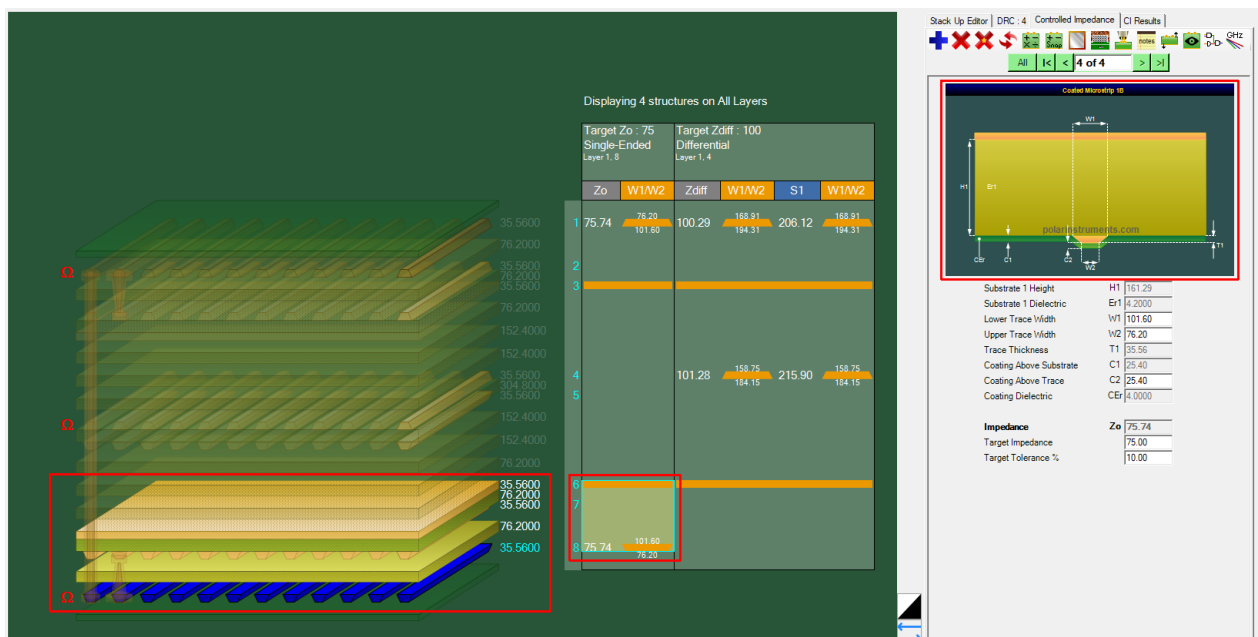 Stack Up Editor DRC : 4 Controlled Impedance CI Results
notes GHz
All |< < 4 of 4 > >|
Displaying 4 structures on All Layers
Target Zo : 75 Target Zdiff : 100
Single-Ended Differential
Layer 1, 8 Layer 1, 4
Zo W1/W2 Zdiff W1/W2 S1 W1/W2
1 75.74 76.20 101.60 100.29 168.91 194.31 206.12 168.91 194.31
2
3
4 101.28 158.75 184.15 215.90 158.75 184.15
5
6
7
8 75.74 101.60 76.20
35.5600
76.2000
35.5600
76.2000
35.5600
76.2000
152.4000
152.4000
35.5600
304.8000
35.5600
152.4000
152.4000
76.2000
35.5600
76.2000
35.5600
76.2000
35.5600
Ω
Ω
Ω
Coated Microstrip 1B
W1
H1 Er1
polarinstruments.com
T1
CEr C1 C2
W2
Substrate 1 Height H1 161.29
Substrate 1 Dielectric Er1 4.2000
Lower Trace Width W1 101.60
Upper Trace Width W2 76.20
Trace Thickness T1 35.56
Coating Above Substrate C1 25.40
Coating Above Trace C2 25.40
Coating Dielectric CEr 4.0000
Impedance Zo 75.74
Target Impedance 75.00
Target Tolerance % 10.00